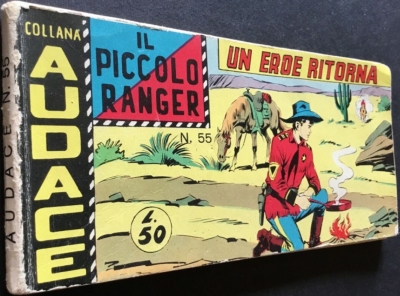 COLLANA
AUDACE
IL
PICCOLO
RANGER
N. 55
UN EROE RITORNA
L.
50
AUDACE N. 55